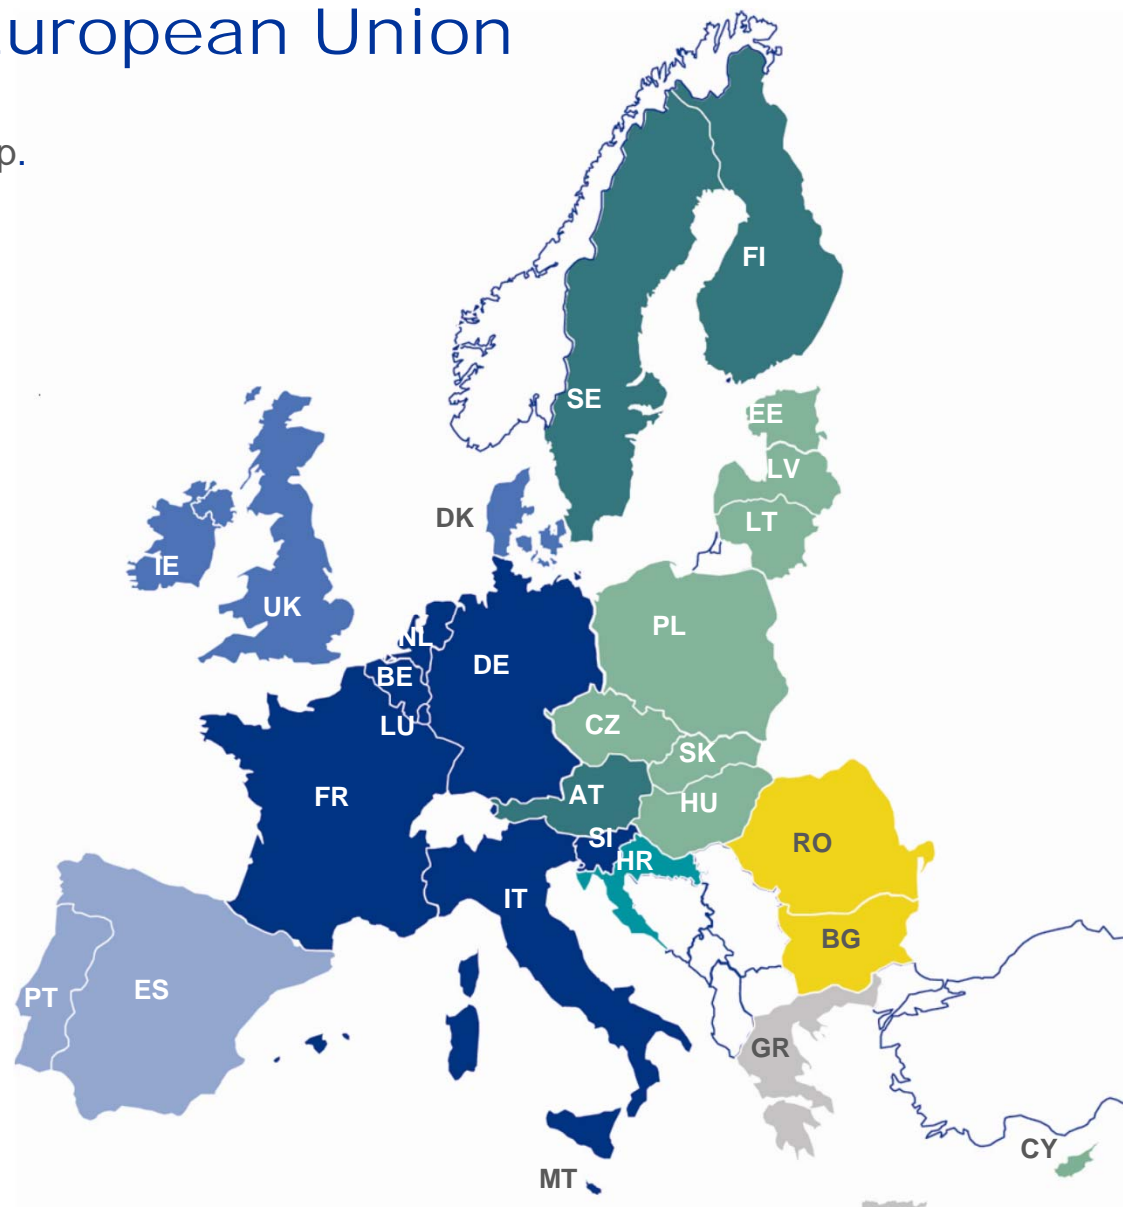 uropean Union
p.
FI
SE
EE
LV
LT
DK
IE
UK
PL
NL
DE
BE
LU
CZ
SK
FR
AT
HU
SI
HR
RO
IT
BG
PT
ES
GR
CY
MT